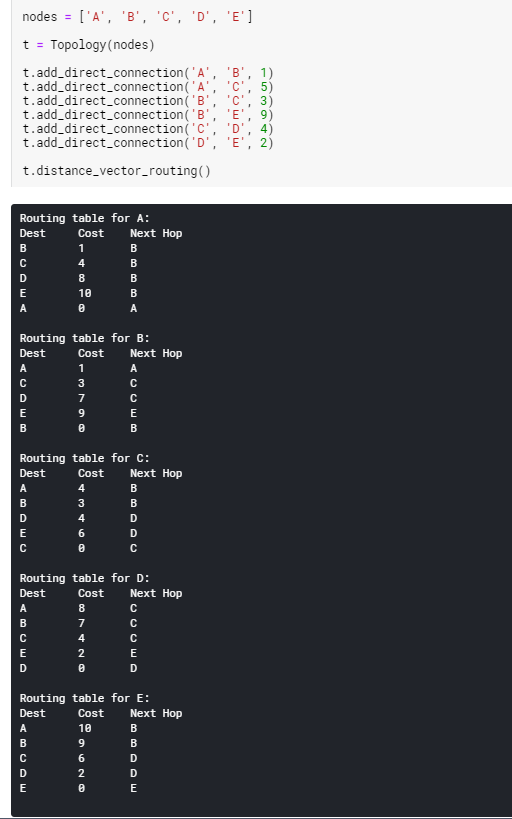 nodes = ['A', 'B', 'C', 'D', 'E']
t = Topology(nodes)
t.add_direct_connection('A', 'B', 1)
t.add_direct_connection('A', 'C', 5)
t.add_direct_connection('B', 'C', 3)
t.add_direct_connection('B', 'E', 9)
t.add_direct_connection('C', 'D', 4)
t.add_direct_connection('D', 'E', 2)
t.distance_vector_routing()
Routing table for A:
Dest Cost Next Hop
B 1 B
C 4 B
D 8 B
E 10 B
A 0 A
Routing table for B:
Dest Cost Next Hop
A 1 A
C 3 C
D 7 C
E 9 E
B 0 B
Routing table for C:
Dest Cost Next Hop
A 4 B
B 3 B
D 4 D
E 6 D
C 0 C
Routing table for D:
Dest Cost Next Hop
A 8 C
B 7 C
C 4 C
E 2 E
D 0 D
Routing table for E:
Dest Cost Next Hop
A 10 B
B 9 B
C 6 D
D 2 D
E 0 E